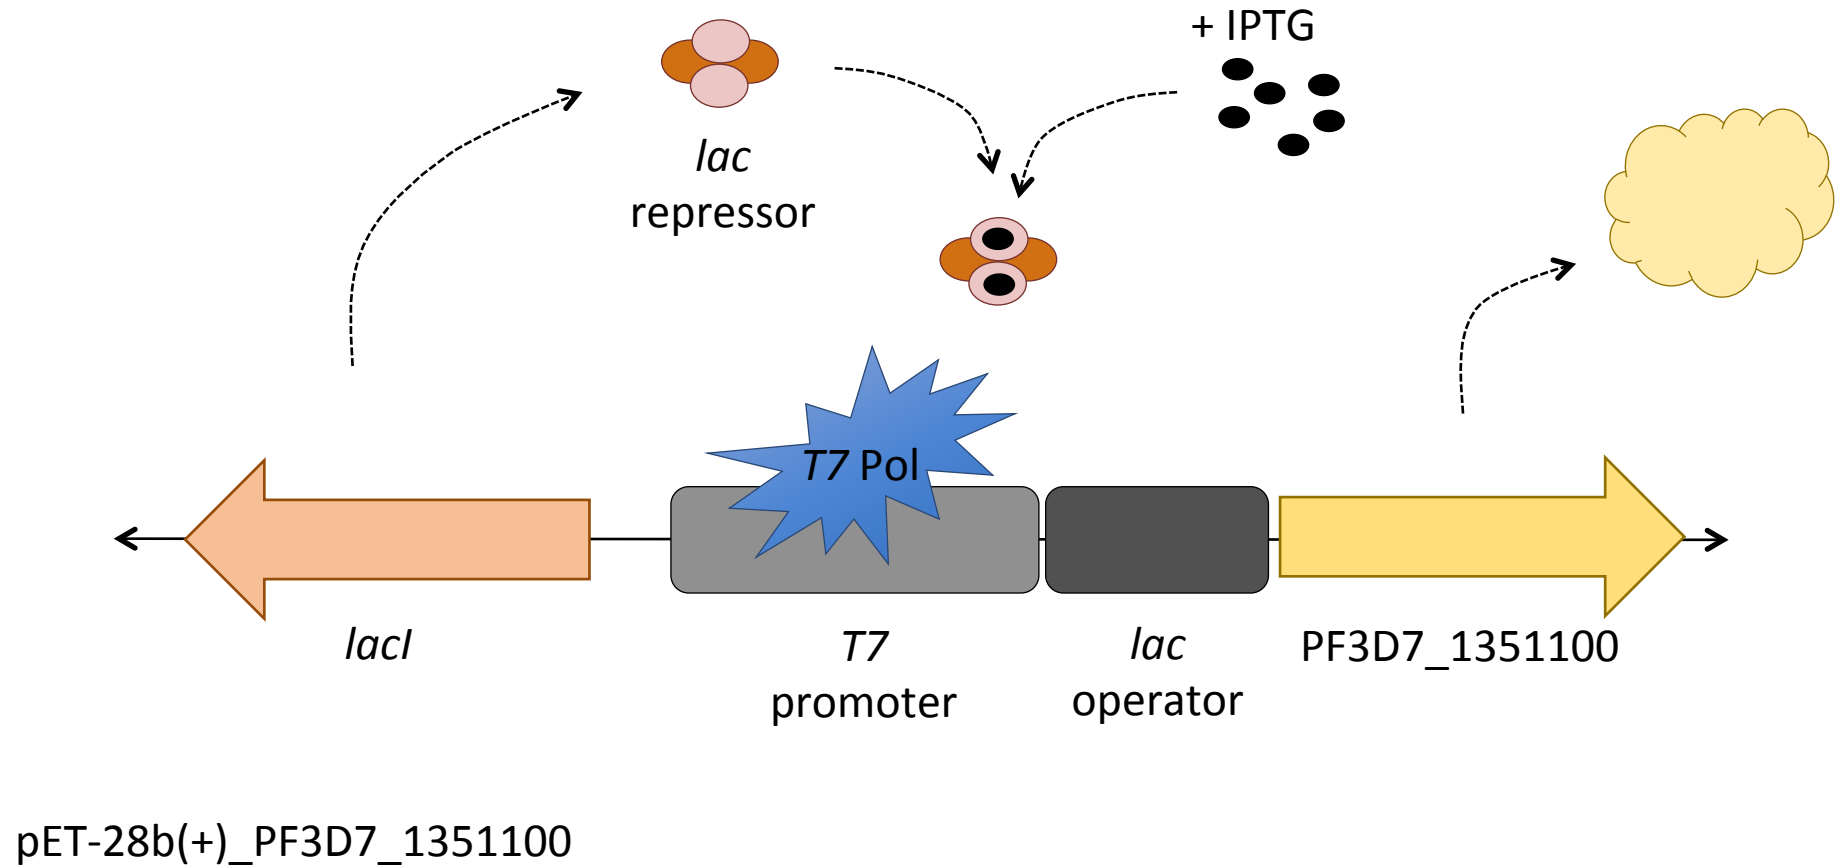 + IPTG
lac
repressor
T7 Pol
lacI
T7
promoter
lac
operator
PF3D7_1351100
pET-28b(+)_PF3D7_1351100